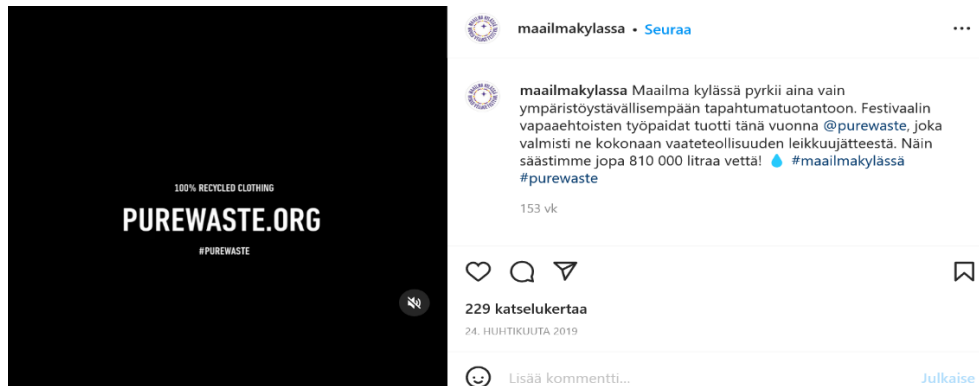 100% RECYCLED CLOTHING
PUREWASTE.ORG
#PUREWASTE
maailmakylassa • Seuraa
maailmakylassa Maailma kylässä pyrkii aina vain
ympäristöystävällisempään tapahtumatuotantoon. Festivaalin
vapaaehtoisten työpaidat tuotti tänä vuonna @purewaste, joka
valmisti ne kokonaan vaateteollisuuden leikkuujätteestä. Näin
säästimme jopa 810 000 litraa vettä! 💧 #maailmakylässä
#purewaste
153 vk
229 katselukertaa
24. HUHTIKUUTA 2019
Lisää kommentti...
Julkaise